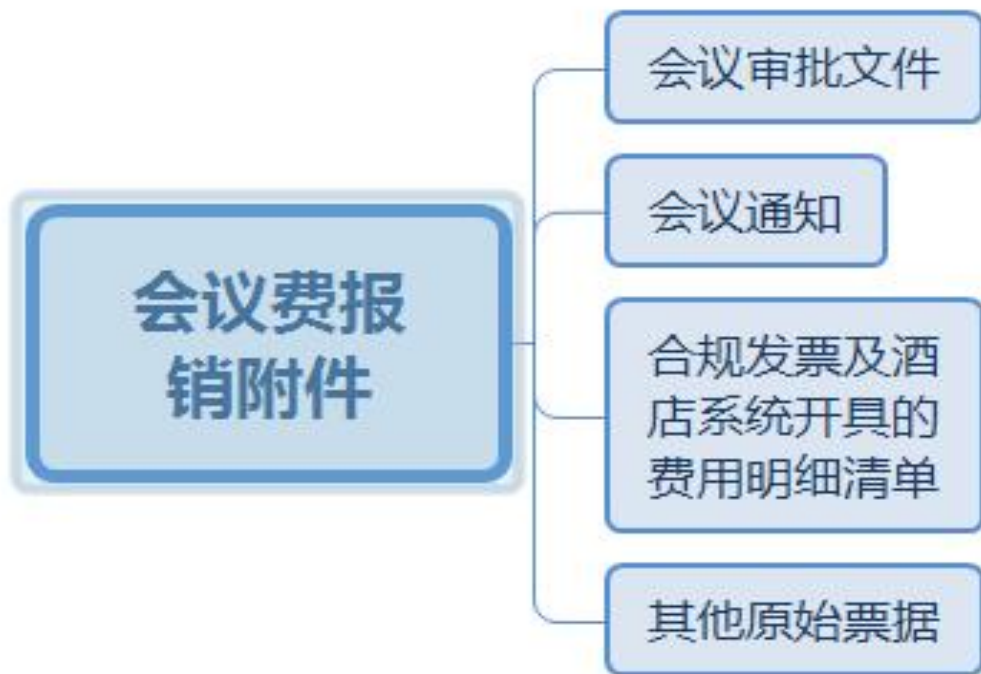 会议费报
销附件
会议审批文件
会议通知
合规发票及酒
店系统开具的
费用明细清单
其他原始票据